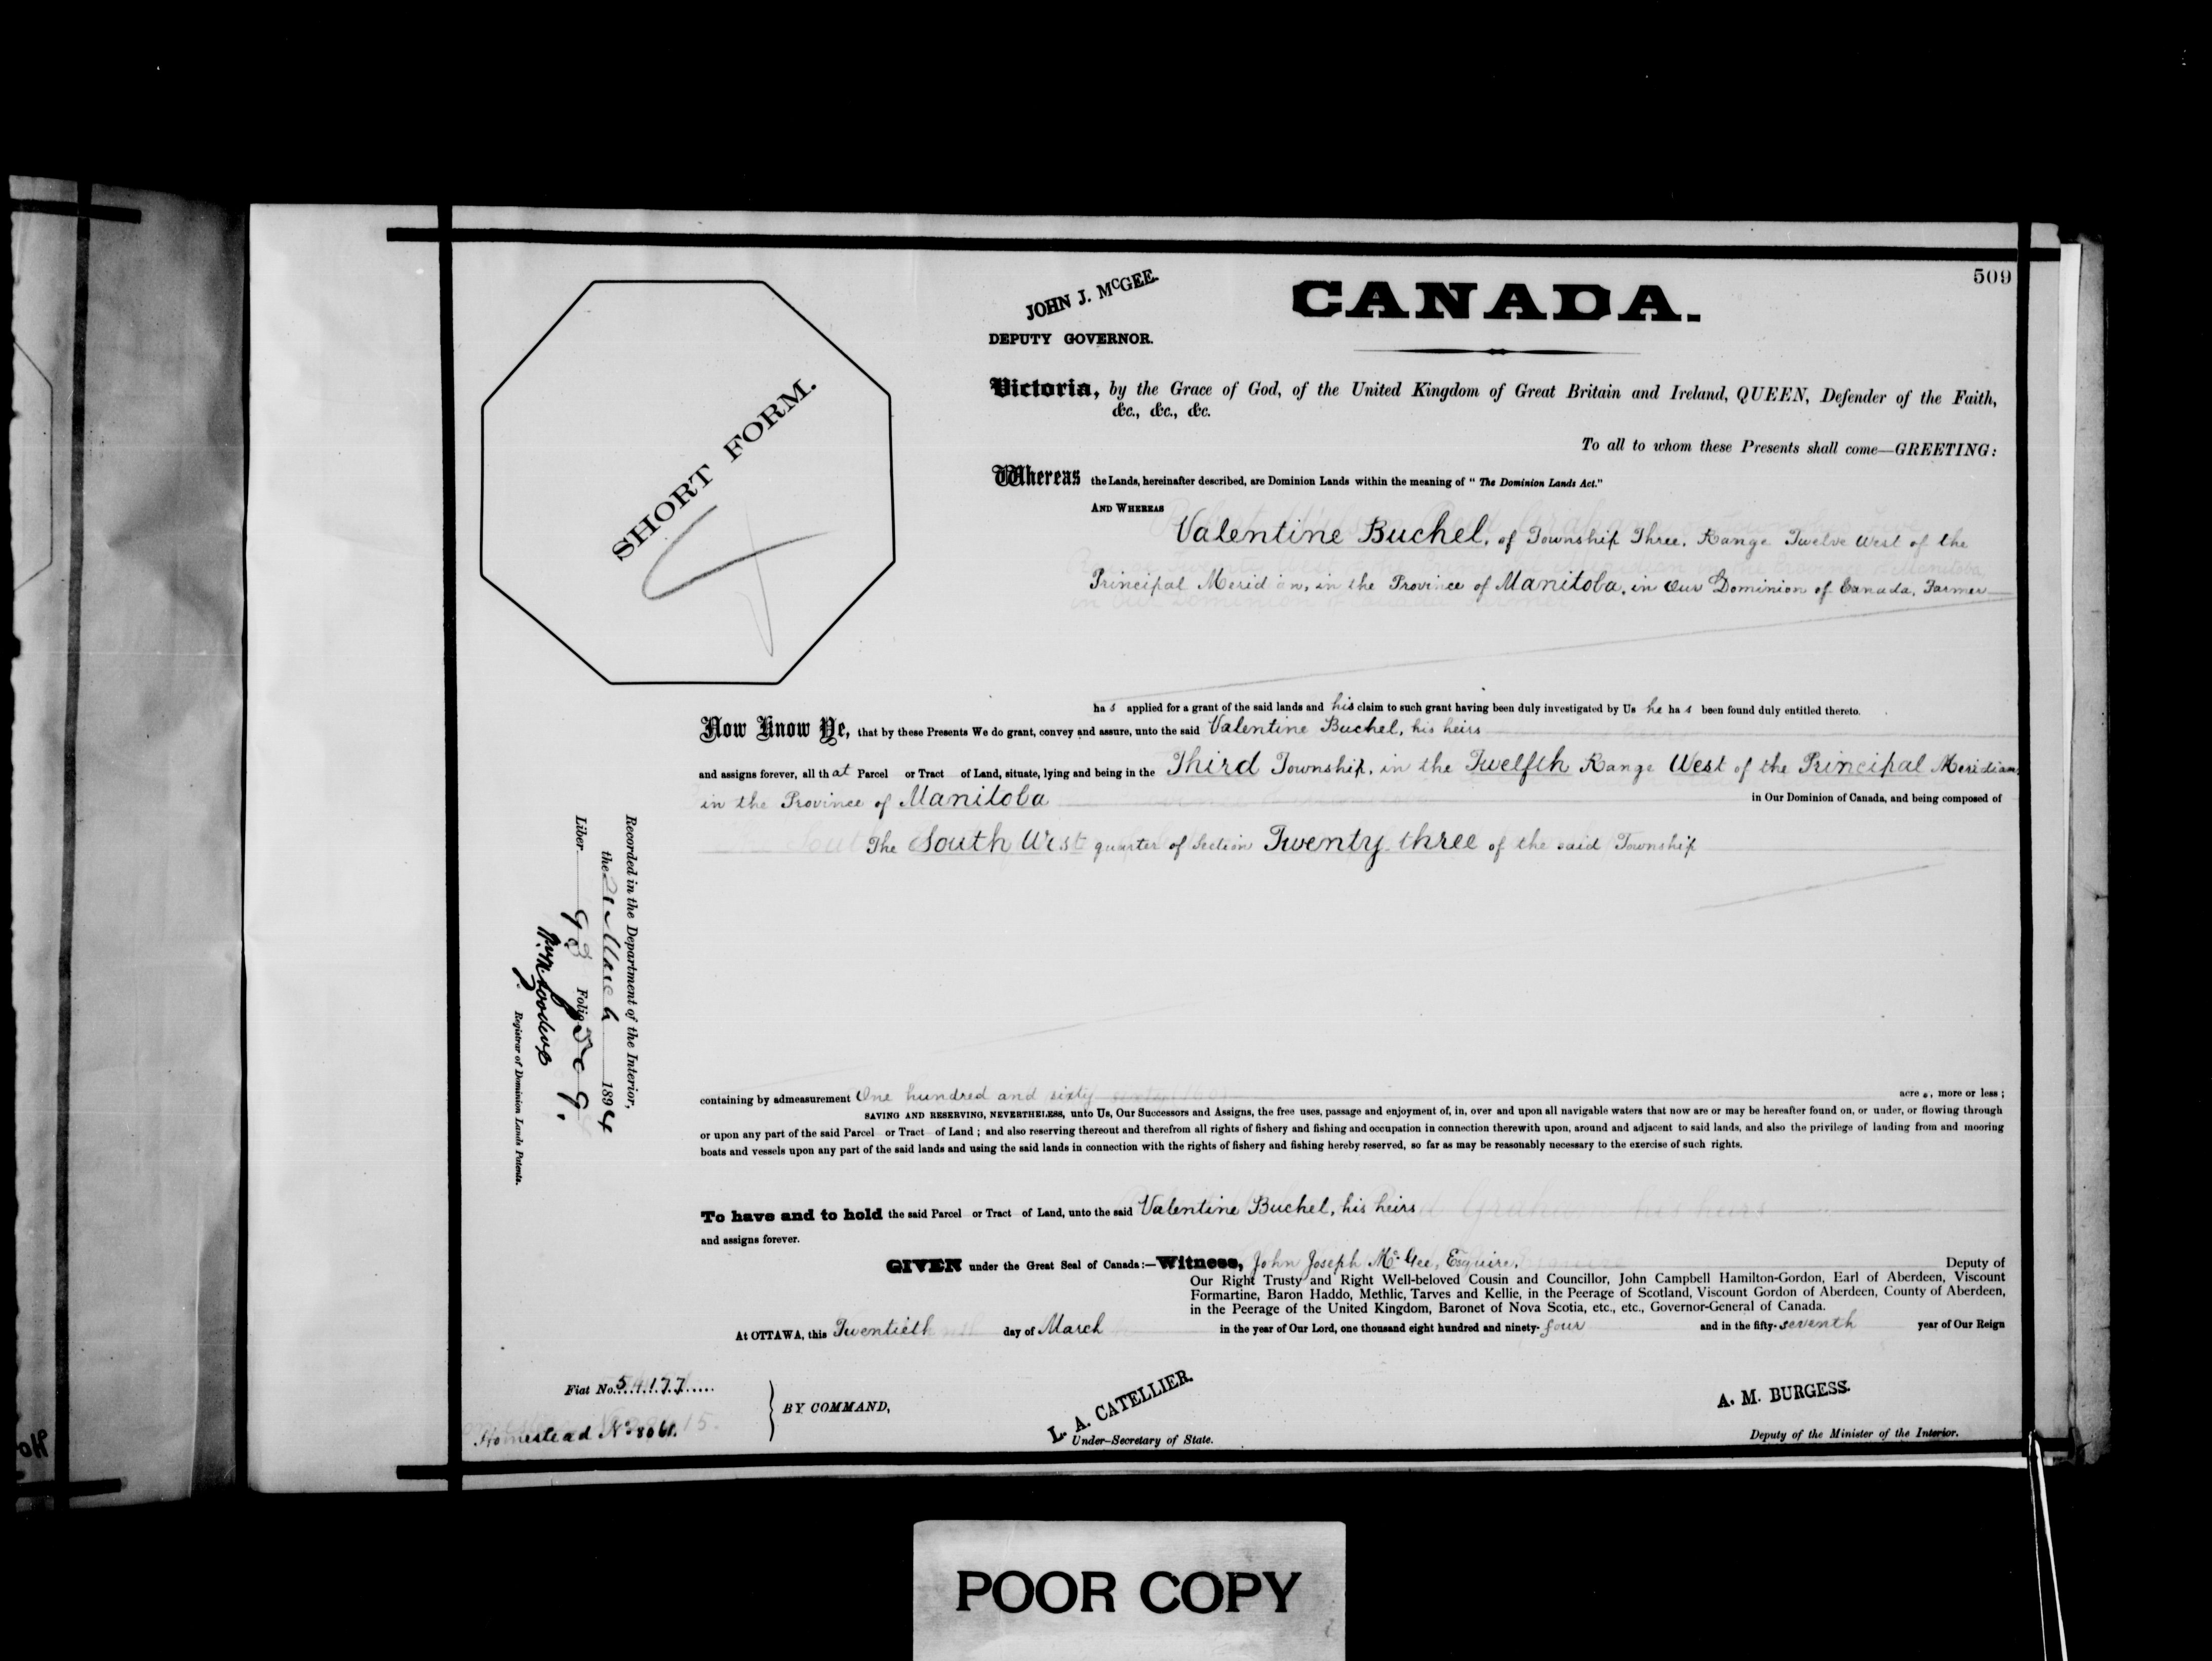 509
JOHN J. McGEE.
DEPUTY GOVERNOR.
CANADA.
SHORT FORM.
Victoria, by the Grace of God, of the United Kingdom of Great Britain and Ireland, QUEEN, Defender of the Faith,
&c., &c., &c.
To all to whom these Presents shall come—GREETING:
Whereas the Lands, hereinafter described, are Dominion Lands within the meaning of "The Dominion Lands Act."
AND WHEREAS
Valentine Buchel, of Township Three, Range Twelve West of the
Principal Meridian, in the Province of Manitoba, in Our Dominion of Canada, Farmer
has applied for a grant of the said lands and his claim to such grant having been duly investigated by Us he has been found duly entitled thereto.
Now Know Ye, that by these Presents We do grant, convey and assure, unto the said Valentine Buchel, his heirs
and assigns forever, all that Parcel or Tract of Land, situate, lying and being in the Third Township, in the Twelfth Range West of the Principal Meridian,
in the Province of Manitoba in Our Dominion of Canada, and being composed of
The South West quarter of Section Twenty three of the said Township
Recorded in the Department of the Interior,
the 21 March 1894
Liber 93 Folio 509.
Registrar of Dominion Lands Patents.
containing by admeasurement One hundred and sixty acres, more or less;
SAVING AND RESERVING, NEVERTHELESS, unto Us, Our Successors and Assigns, the free uses, passage and enjoyment of, in, over and upon all navigable waters that now are or may be hereafter found on, or under, or flowing through
or upon any part of the said Parcel or Tract of Land; and also reserving thereout and therefrom all rights of fishery and fishing and occupation in connection therewith upon, around and adjacent to said lands, and also the privilege of landing from and mooring
boats and vessels upon any part of the said lands and using the said lands in connection with the rights of fishery and fishing hereby reserved, so far as may be reasonably necessary to the exercise of such rights.
To have and to hold the said Parcel or Tract of Land, unto the said Valentine Buchel, his heirs
and assigns forever.
GIVEN under the Great Seal of Canada:—Witness, John Joseph McGee, Esquire, Deputy of
Our Right Trusty and Right Well-beloved Cousin and Councillor, John Campbell Hamilton-Gordon, Earl of Aberdeen, Viscount
Formartine, Baron Haddo, Methlic, Tarves and Kellie, in the Peerage of Scotland, Viscount Gordon of Aberdeen, County of Aberdeen,
in the Peerage of the United Kingdom, Baronet of Nova Scotia, etc., etc., Governor-General of Canada.
At OTTAWA, this Twentieth day of March in the year of Our Lord, one thousand eight hundred and ninety-four and in the fifty-seventh year of Our Reign
Fiat No. 54177
Homestead No. 8061.
BY COMMAND,
L. A. CATELLIER.
Under-Secretary of State.
A. M. BURGESS.
Deputy of the Minister of the Interior.
POOR COPY